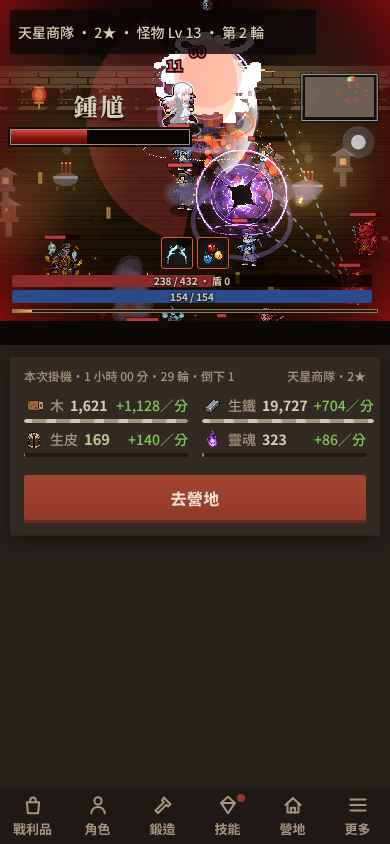 天星商隊 · 2★ · 怪物 Lv 13 · 第 2 輪
60
11
鍾馗
238 / 432 · 盾 0
154 / 154
本次掛機·1 小時 00 分·29 輪·倒下 1
天星商隊·2★
木 1,621 +1,128／分
生鐵 19,727 +704／分
生皮 169 +140／分
靈魂 323 +86／分
去營地
戰利品
角色
鍛造
技能
營地
更多